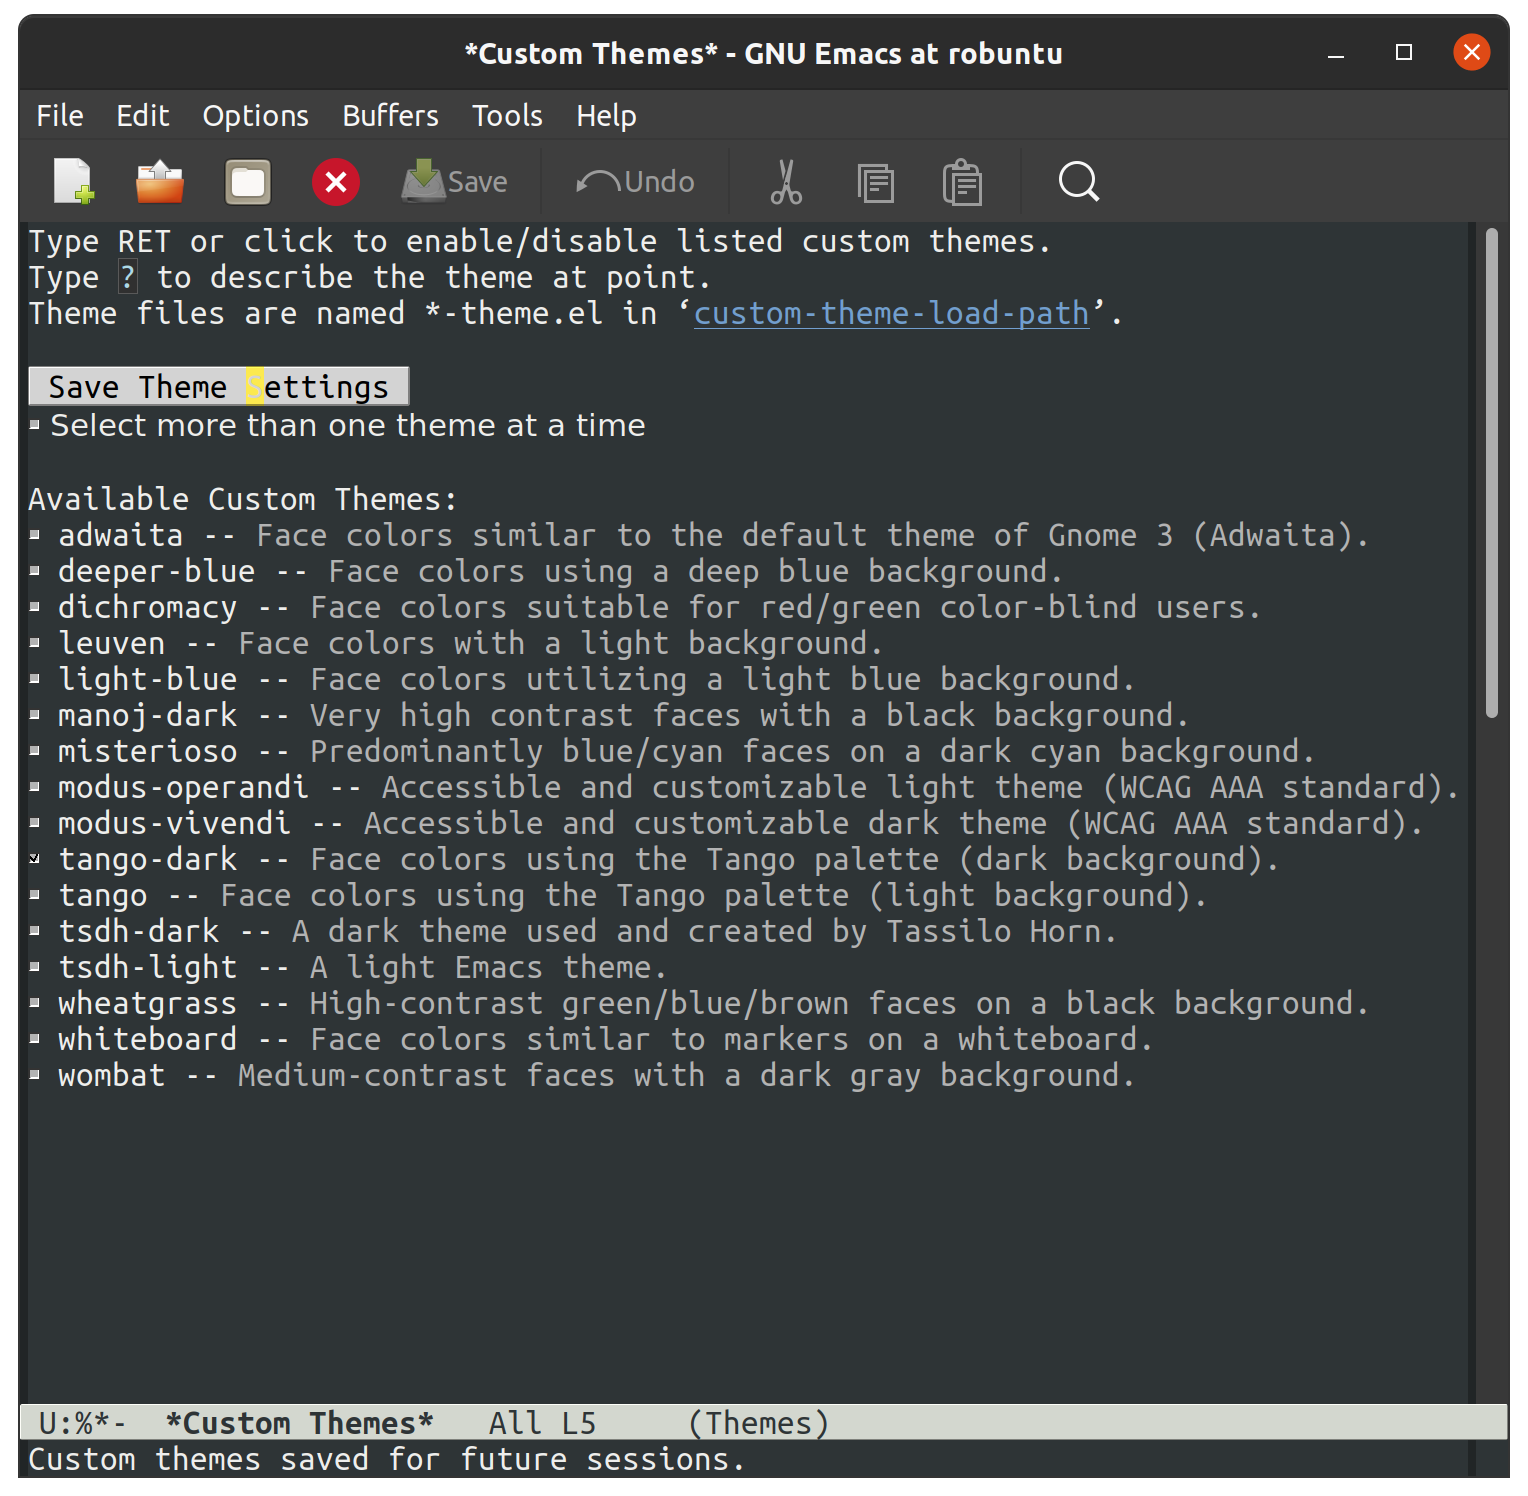 *Custom Themes* - GNU Emacs at robuntu
File Edit Options Buffers Tools Help
Save Undo
Type RET or click to enable/disable listed custom themes.
Type ? to describe the theme at point.
Theme files are named *-theme.el in ‘custom-theme-load-path’.
Save Theme Settings
Select more than one theme at a time
Available Custom Themes:
adwaita -- Face colors similar to the default theme of Gnome 3 (Adwaita).
deeper-blue -- Face colors using a deep blue background.
dichromacy -- Face colors suitable for red/green color-blind users.
leuven -- Face colors with a light background.
light-blue -- Face colors utilizing a light blue background.
manoj-dark -- Very high contrast faces with a black background.
misterioso -- Predominantly blue/cyan faces on a dark cyan background.
modus-operandi -- Accessible and customizable light theme (WCAG AAA standard).
modus-vivendi -- Accessible and customizable dark theme (WCAG AAA standard).
tango-dark -- Face colors using the Tango palette (dark background).
tango -- Face colors using the Tango palette (light background).
tsdh-dark -- A dark theme used and created by Tassilo Horn.
tsdh-light -- A light Emacs theme.
wheatgrass -- High-contrast green/blue/brown faces on a black background.
whiteboard -- Face colors similar to markers on a whiteboard.
wombat -- Medium-contrast faces with a dark gray background.
U:%*- *Custom Themes* All L5 (Themes)
Custom themes saved for future sessions.